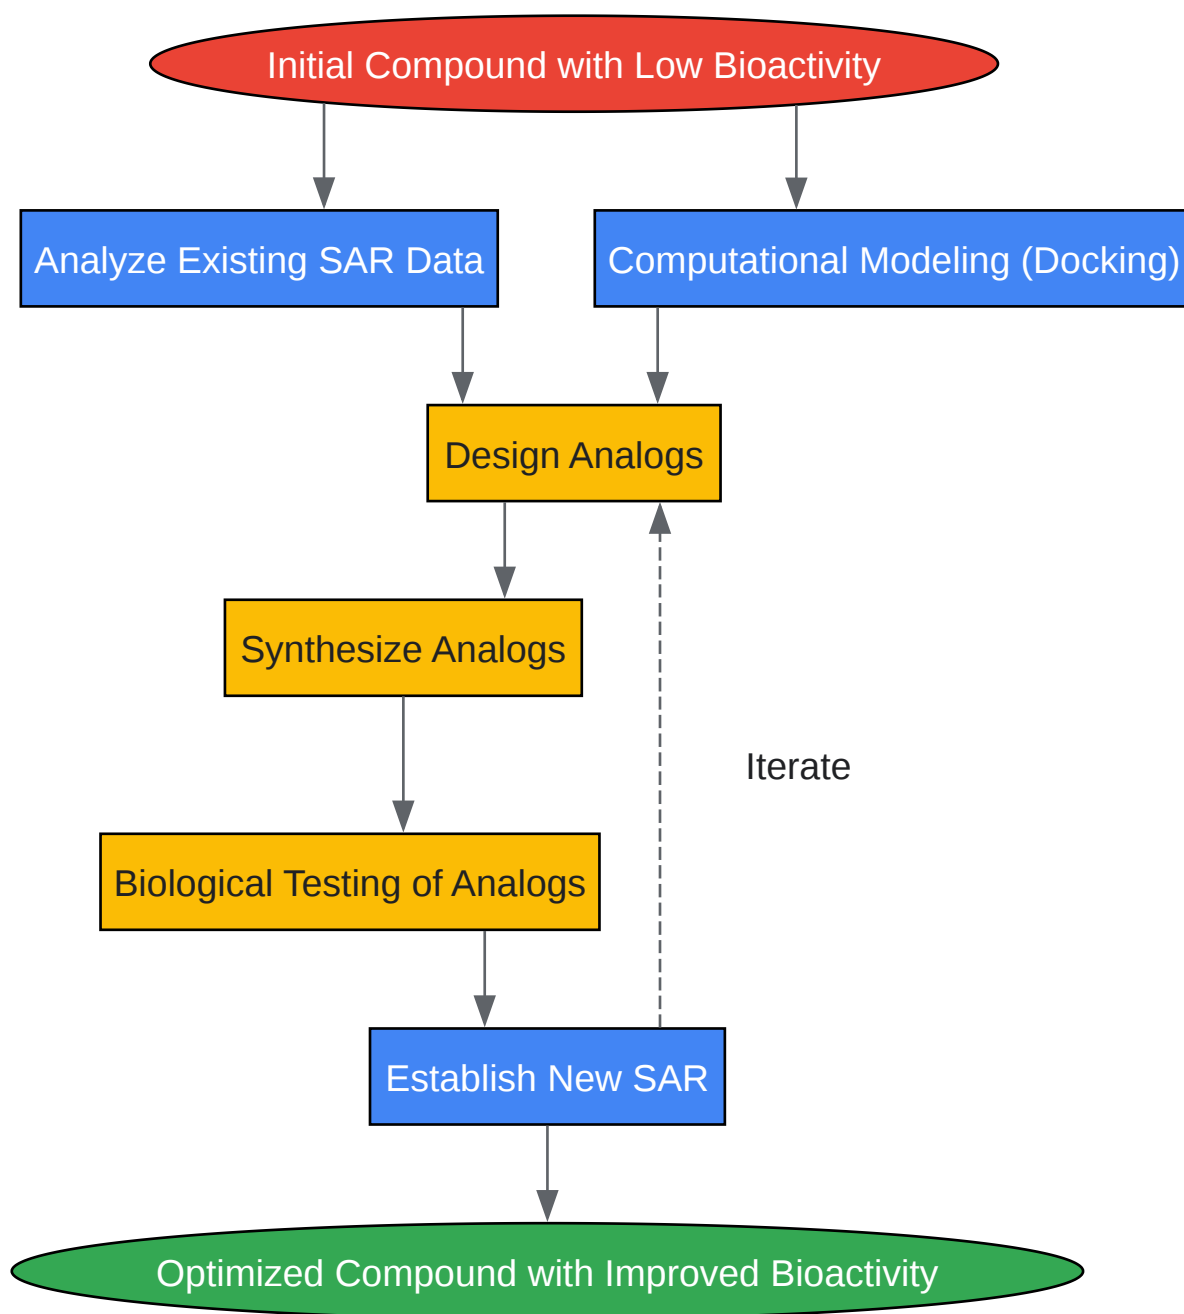 Initial Compound with Low Bioactivity
Analyze Existing SAR Data
Computational Modeling (Docking)
Design Analogs
Synthesize Analogs
Iterate
Biological Testing of Analogs
Establish New SAR
Optimized Compound with Improved Bioactivity